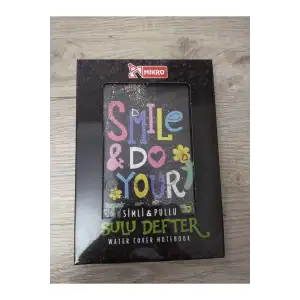 MIKRO
SMILE
& DO
YOUR
SİMLİ & PULLU
SULU DEFTER
WATER COVER NOTEBOOK